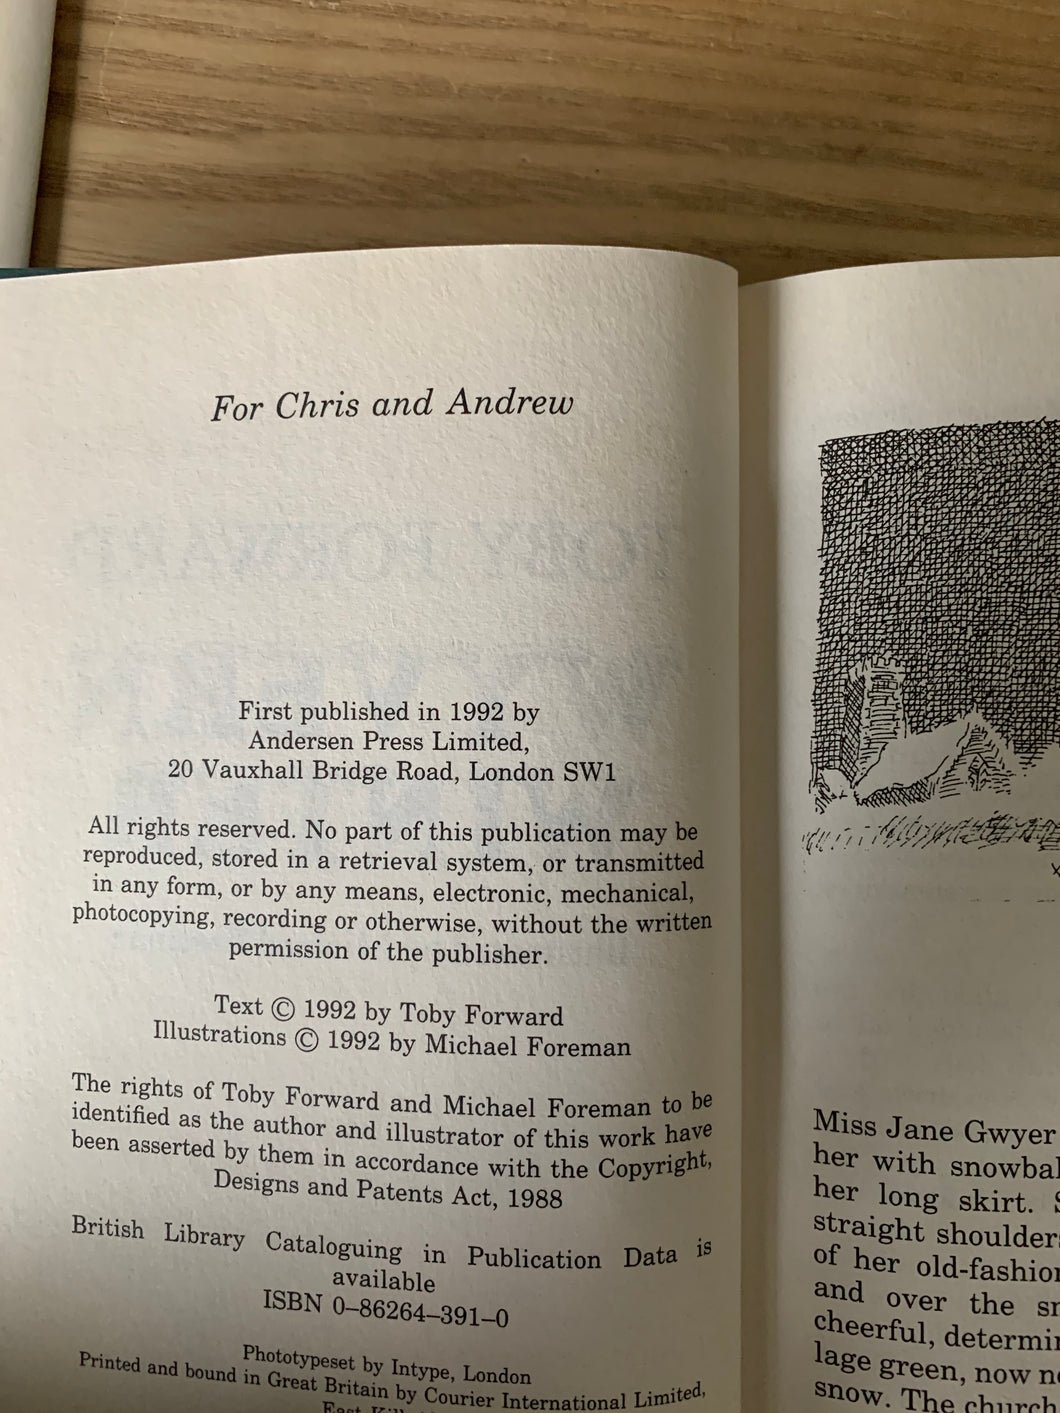 For Chris and Andrew
First published in 1992 by
Andersen Press Limited,
20 Vauxhall Bridge Road, London SW1
All rights reserved. No part of this publication may be
reproduced, stored in a retrieval system, or transmitted
in any form, or by any means, electronic, mechanical,
photocopying, recording or otherwise, without the written
permission of the publisher.
Text © 1992 by Toby Forward
Illustrations © 1992 by Michael Foreman
The rights of Toby Forward and Michael Foreman to be
identified as the author and illustrator of this work have
been asserted by them in accordance with the Copyright,
Designs and Patents Act, 1988
British Library Cataloguing in Publication Data is
available
ISBN 0–86264–391–0
Phototypeset by Intype, London
Printed and bound in Great Britain by Courier International Limited,
East
Miss Jane Gwyer
her with
her long skirt.
straight
of her
and over the
cheerful,
lage green, now
snow. The church